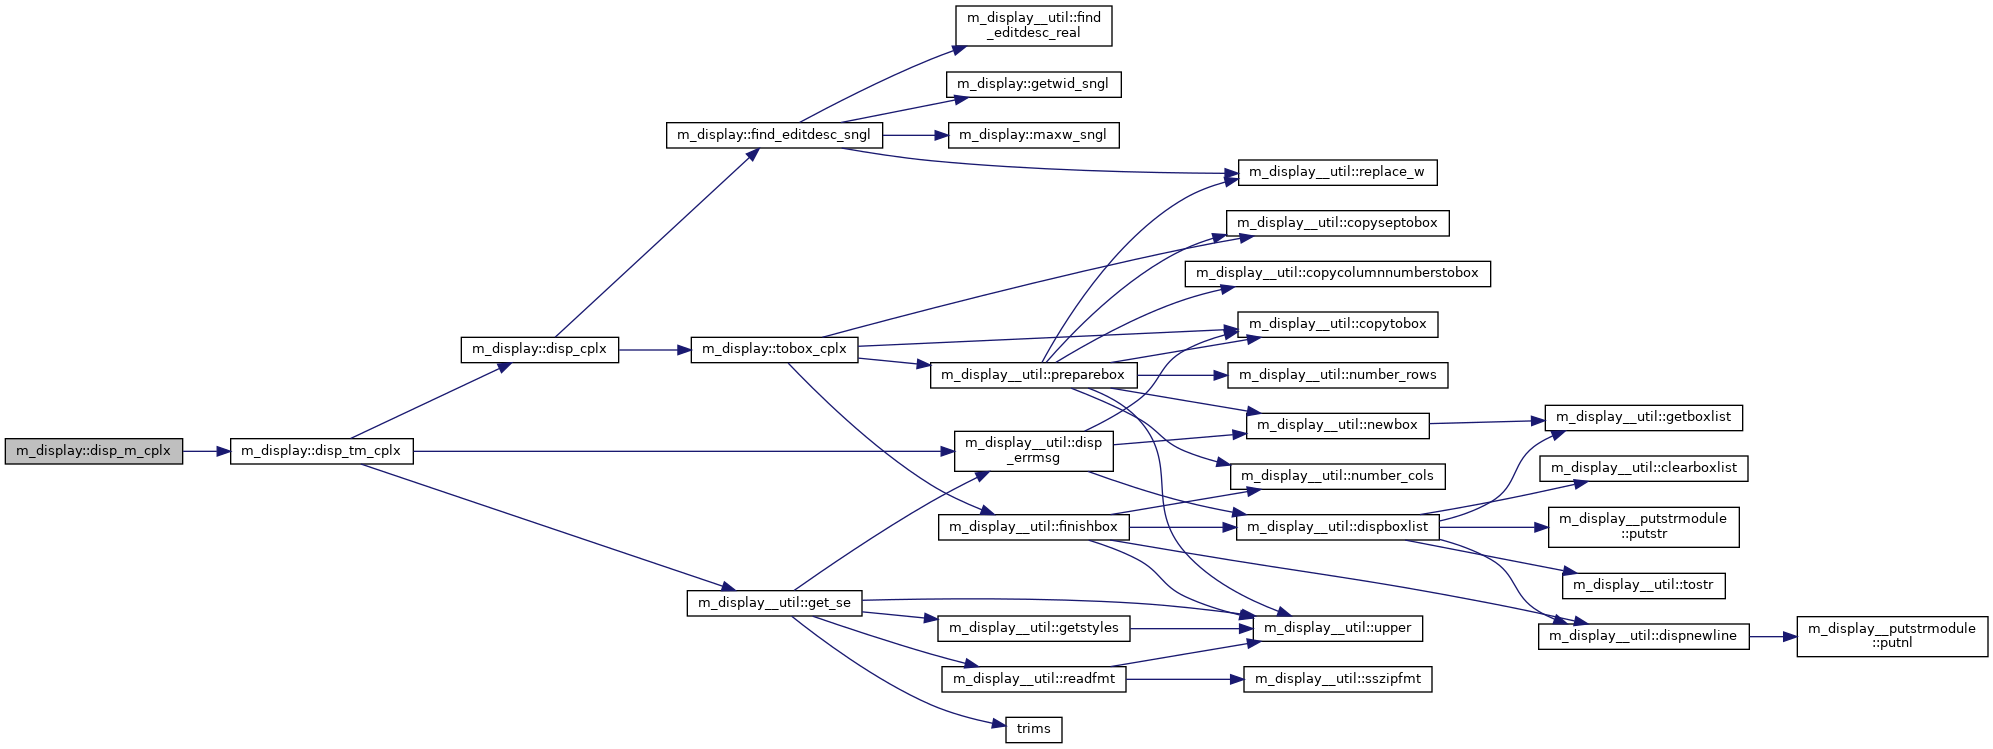 m_display__util::find
_editdesc_real
m_display::getwid_sngl
m_display::find_editdesc_sngl
m_display::maxw_sngl
m_display__util::replace_w
m_display__util::copyseptobox
m_display__util::copycolumnnumberstobox
m_display__util::copytobox
m_display::disp_cplx
m_display::tobox_cplx
m_display__util::preparebox
m_display__util::number_rows
m_display__util::newbox
m_display__util::getboxlist
m_display::disp_m_cplx
m_display::disp_tm_cplx
m_display__util::disp
_errmsg
m_display__util::clearboxlist
m_display__util::number_cols
m_display__util::finishbox
m_display__util::dispboxlist
m_display__putstrmodule
::putstr
m_display__util::tostr
m_display__util::get_se
m_display__util::getstyles
m_display__util::upper
m_display__util::dispnewline
m_display__putstrmodule
::putnl
m_display__util::readfmt
m_display__util::sszipfmt
trims